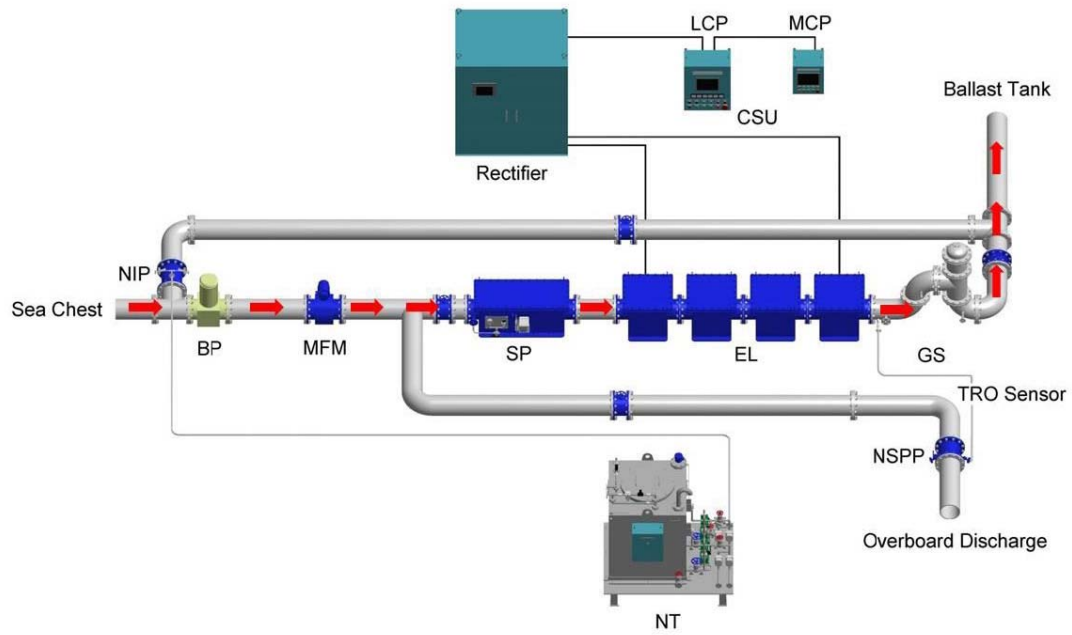 LCP
MCP
Ballast Tank
CSU
Rectifier
NIP
Sea Chest
BP
MFM
SP
EL
GS
TRO Sensor
NSPP
Overboard Discharge
NT